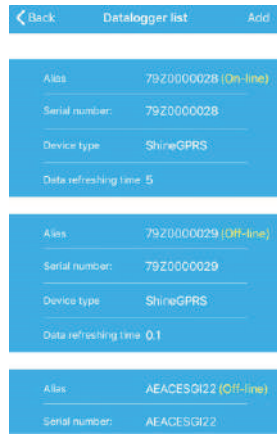 Back Datalogger list Add
Alias 79Z0000028 (On-line)
Serial number: 79Z0000028
Device type ShineGPRS
Data refreshing time 5
Alias 79Z0000029 (Off-line)
Serial number: 79Z0000029
Device type ShineGPRS
Data refreshing time 0.1
Alias AEACESGI22 (Off-line)
Serial number: AEACESGI22